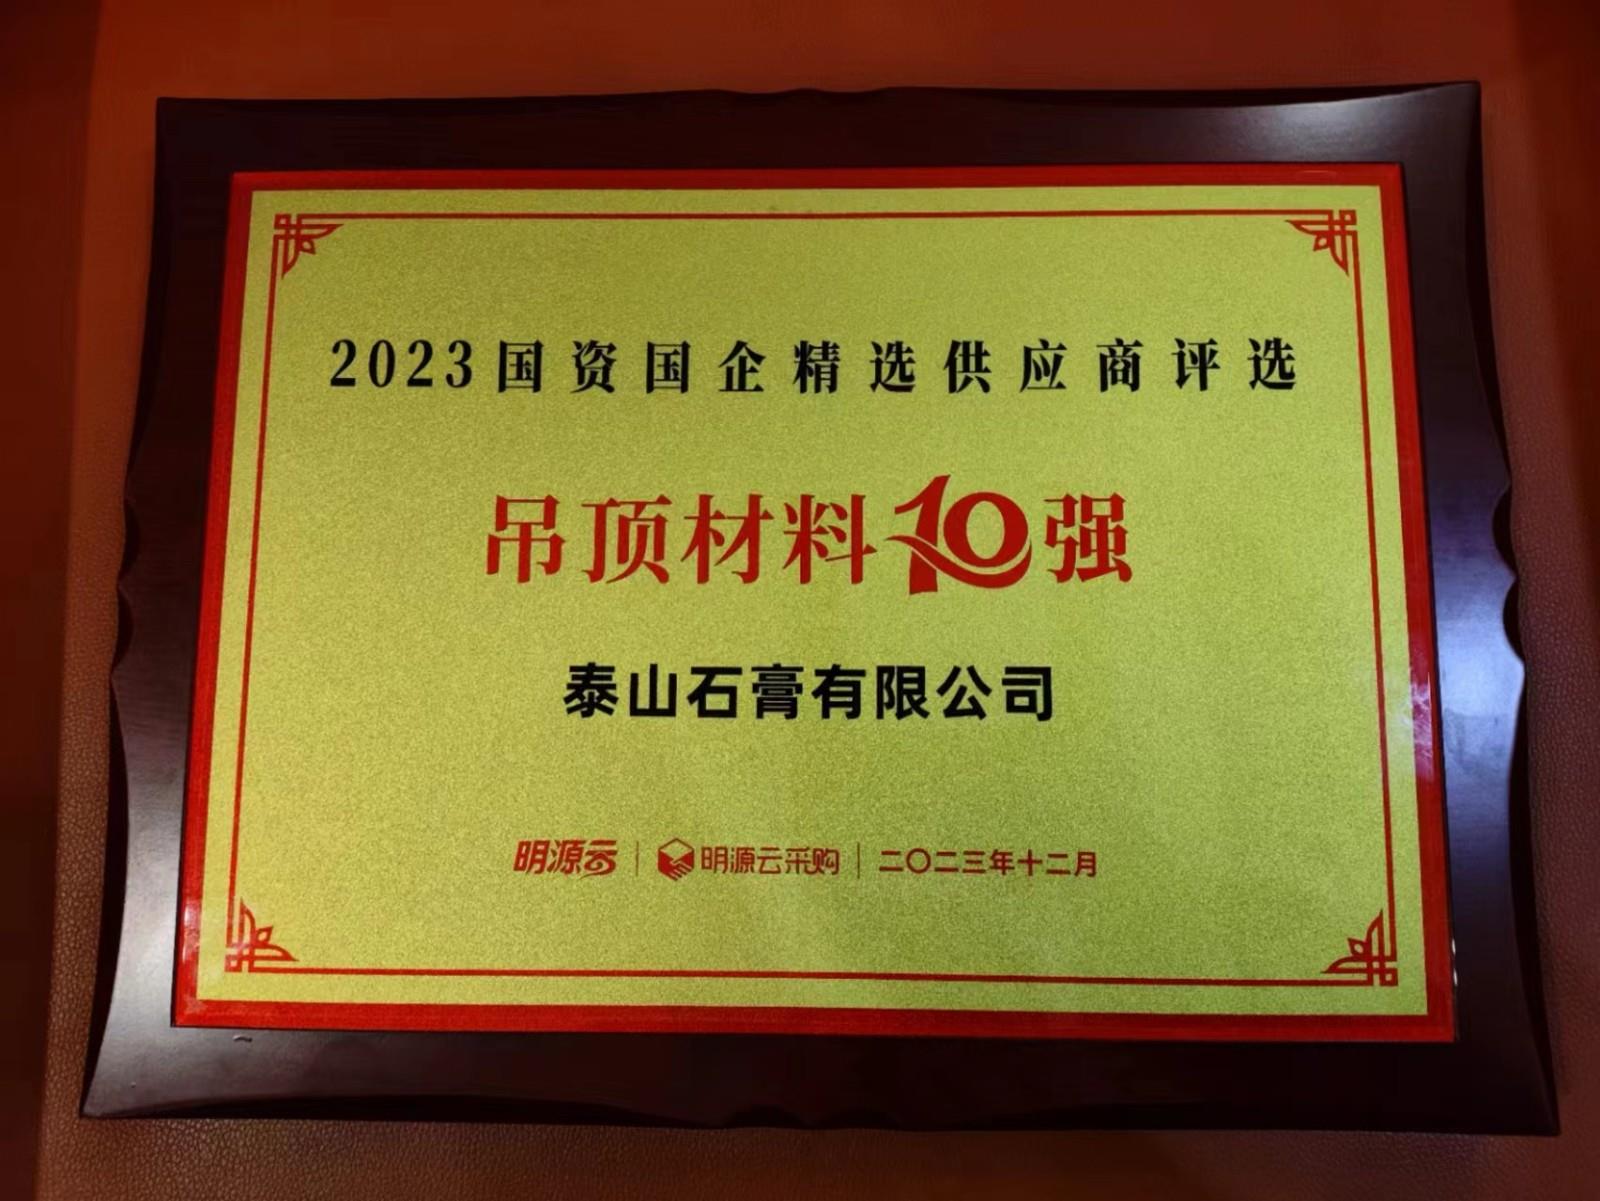 2023国资国企精选供应商评选
吊顶材料10强
泰山石膏有限公司
明源云 | 明源云采购 | 二〇二三年十二月